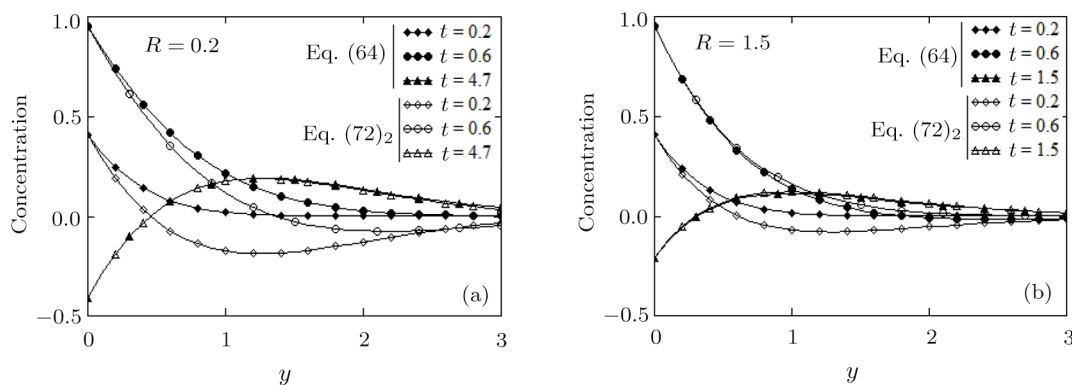 1.0
0.5
0.0
−0.5
Concentration
R = 0.2
Eq. (64)
t = 0.2
t = 0.6
t = 4.7
Eq. (72)₂
t = 0.2
t = 0.6
t = 4.7
(a)
0 1 2 3
y
1.0
0.5
0.0
−0.5
Concentration
R = 1.5
Eq. (64)
t = 0.2
t = 0.6
t = 1.5
Eq. (72)₂
t = 0.2
t = 0.6
t = 1.5
(b)
0 1 2 3
y